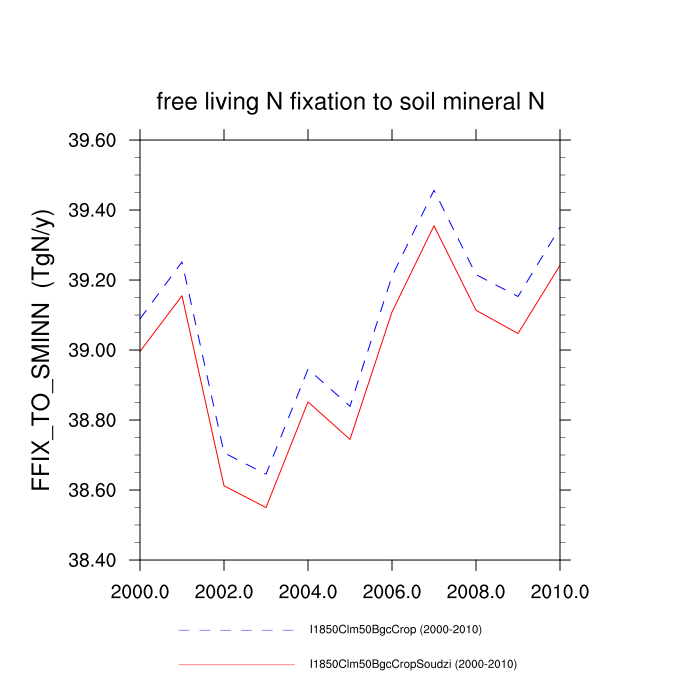 free living N fixation to soil mineral N
FFIX_TO_SMINN (TgN/y)
39.60
39.40
39.20
39.00
38.80
38.60
38.40
2000.0 2002.0 2004.0 2006.0 2008.0 2010.0
I1850Clm50BgcCrop (2000-2010)
I1850Clm50BgcCropSoudzi (2000-2010)